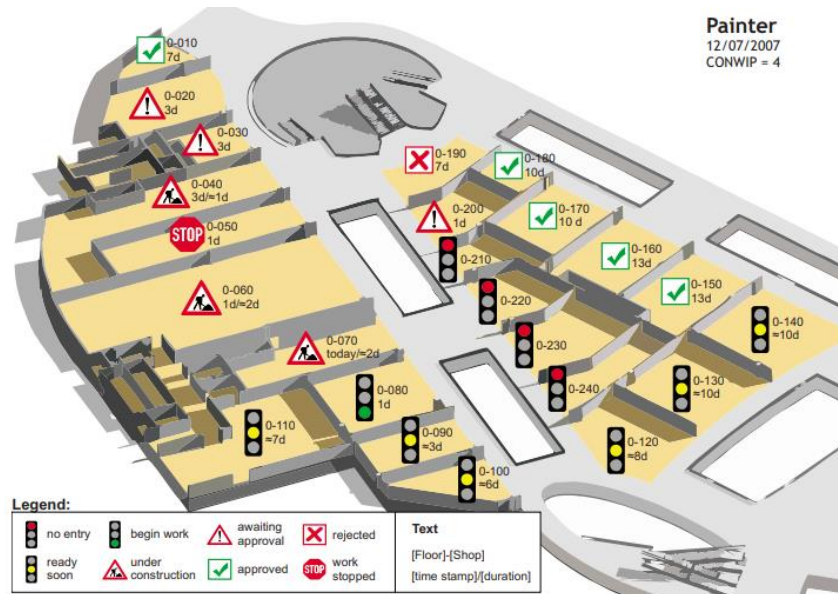 Painter
12/07/2007
CONWIP = 4
0-010
7d
0-020
3d
0-030
3d
0-040
3d/≈1d
STOP
0-050
1d
0-060
1d/≈2d
0-070
today/≈2d
0-080
1d
0-090
≈3d
0-100
≈6d
0-110
≈7d
0-190
7d
0-180
10d
0-200
1d
0-170
10 d
0-210
0-160
13d
0-220
0-150
13d
0-230
0-140
≈10d
0-240
0-130
≈10d
0-120
≈8d
Legend:
no entry
begin work
awaiting
approval
rejected
ready
soon
under
construction
approved
STOP
work
stopped
Text
[Floor]-[Shop]
[time stamp]/[duration]